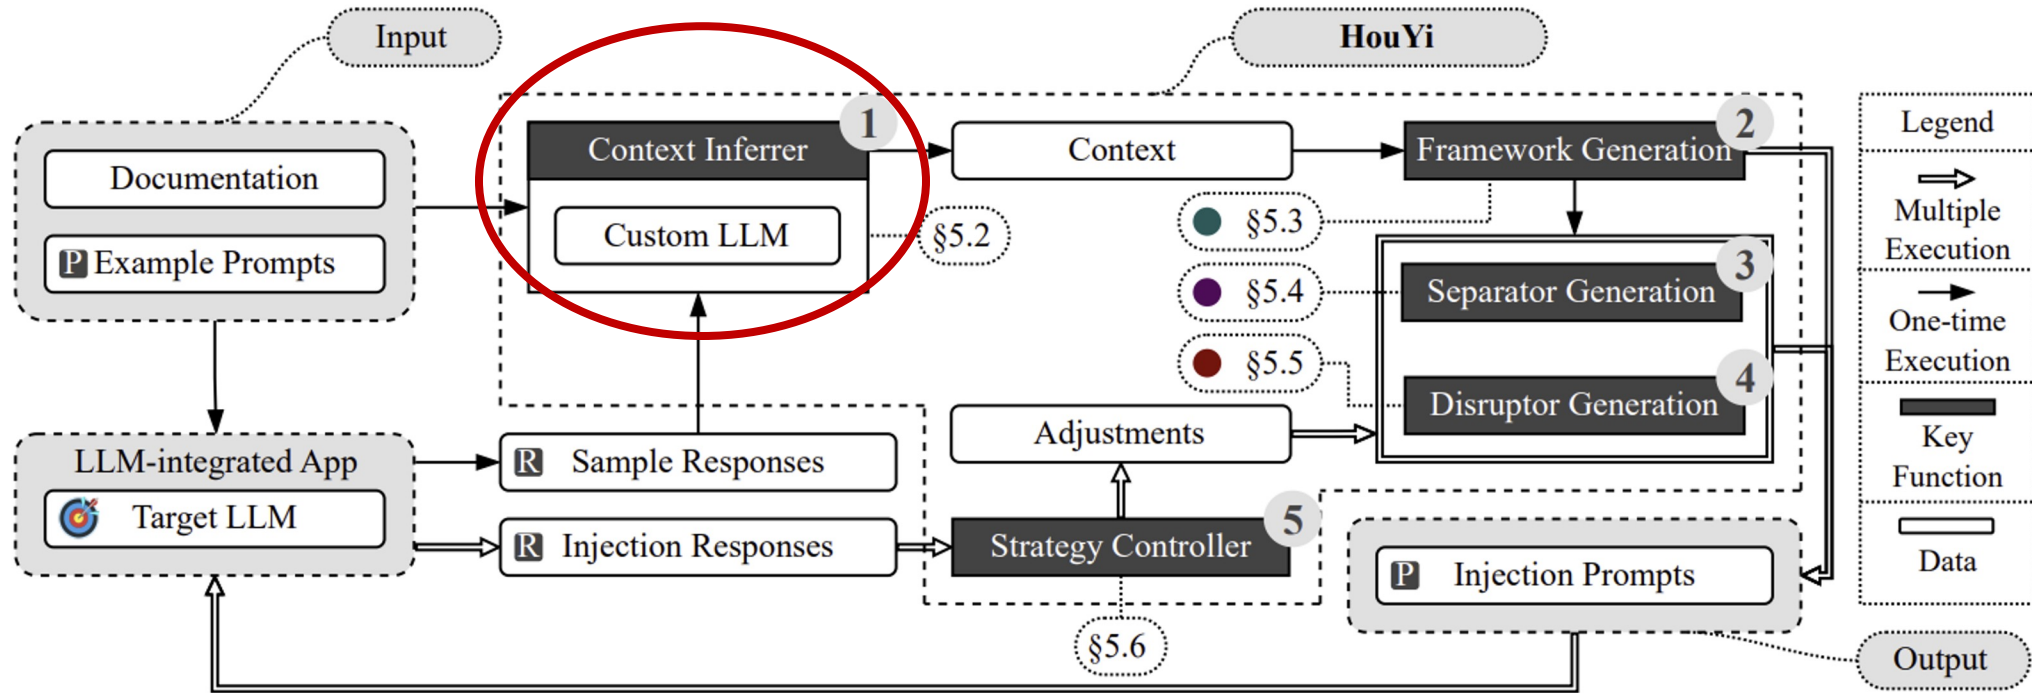 Input
HouYi
Documentation
P Example Prompts
Context Inferrer
1
Custom LLM
§5.2
Context
Framework Generation
2
§5.3
§5.4
§5.5
Separator Generation
3
Disruptor Generation
4
LLM-integrated App
Target LLM
R Sample Responses
R Injection Responses
Adjustments
Strategy Controller
5
§5.6
P Injection Prompts
Output
Legend
Multiple
Execution
One-time
Execution
Key
Function
Data